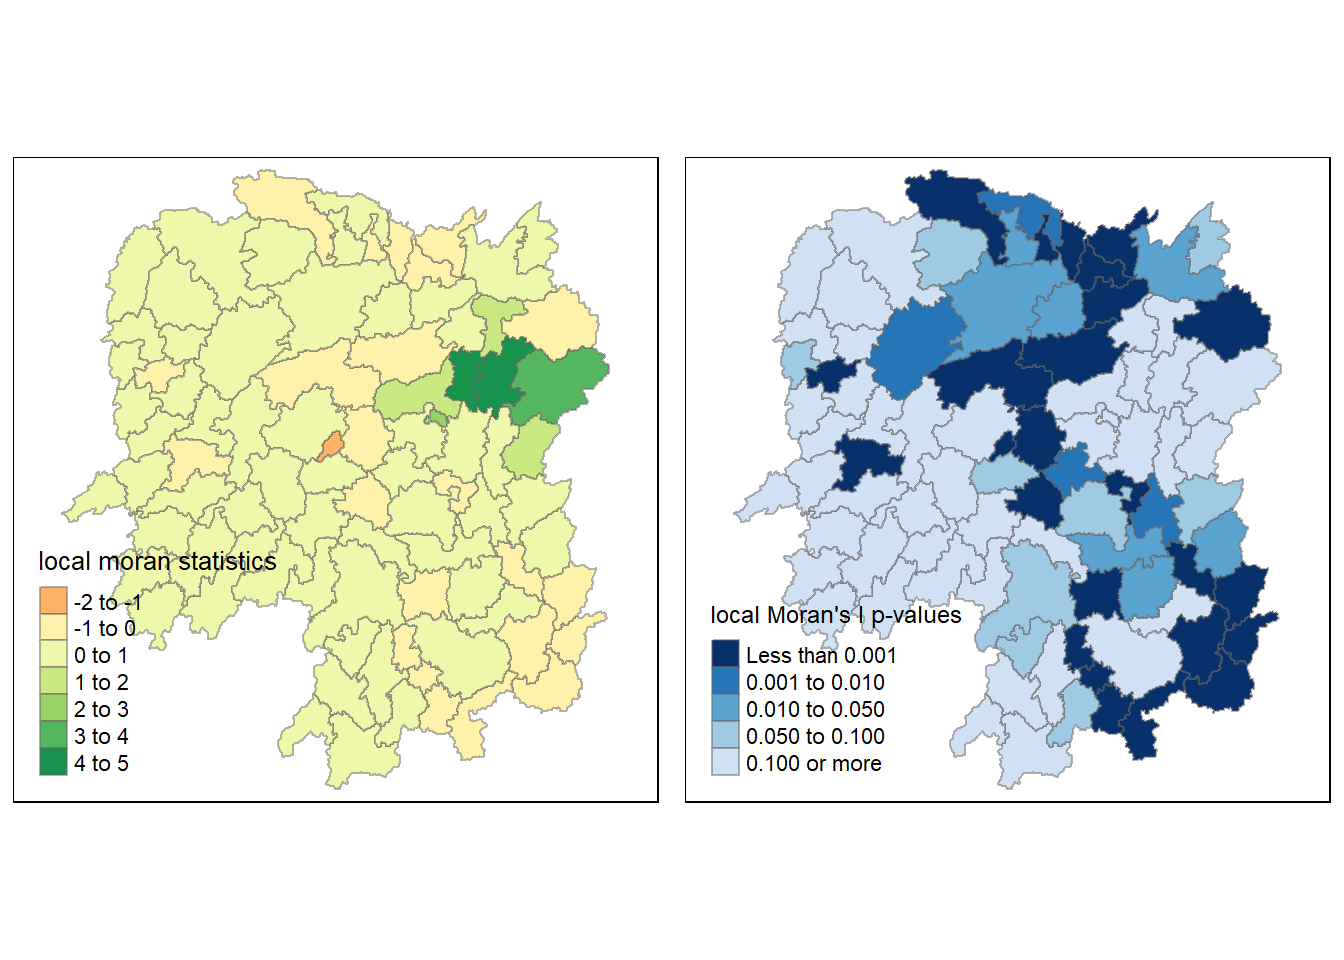 local moran statistics
-2 to -1
-1 to 0
0 to 1
1 to 2
2 to 3
3 to 4
4 to 5
local Moran's I p-values
Less than 0.001
0.001 to 0.010
0.010 to 0.050
0.050 to 0.100
0.100 or more